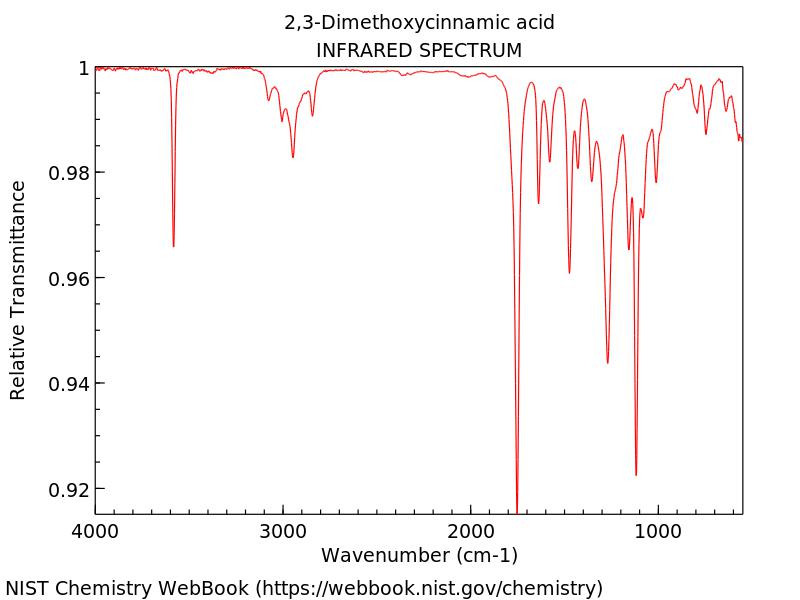 2,3-Dimethoxycinnamic acid
INFRARED SPECTRUM
1
0.98
0.96
0.94
0.92
Relative Transmittance
4000 3000 2000 1000
Wavenumber (cm-1)
NIST Chemistry WebBook (https://webbook.nist.gov/chemistry)